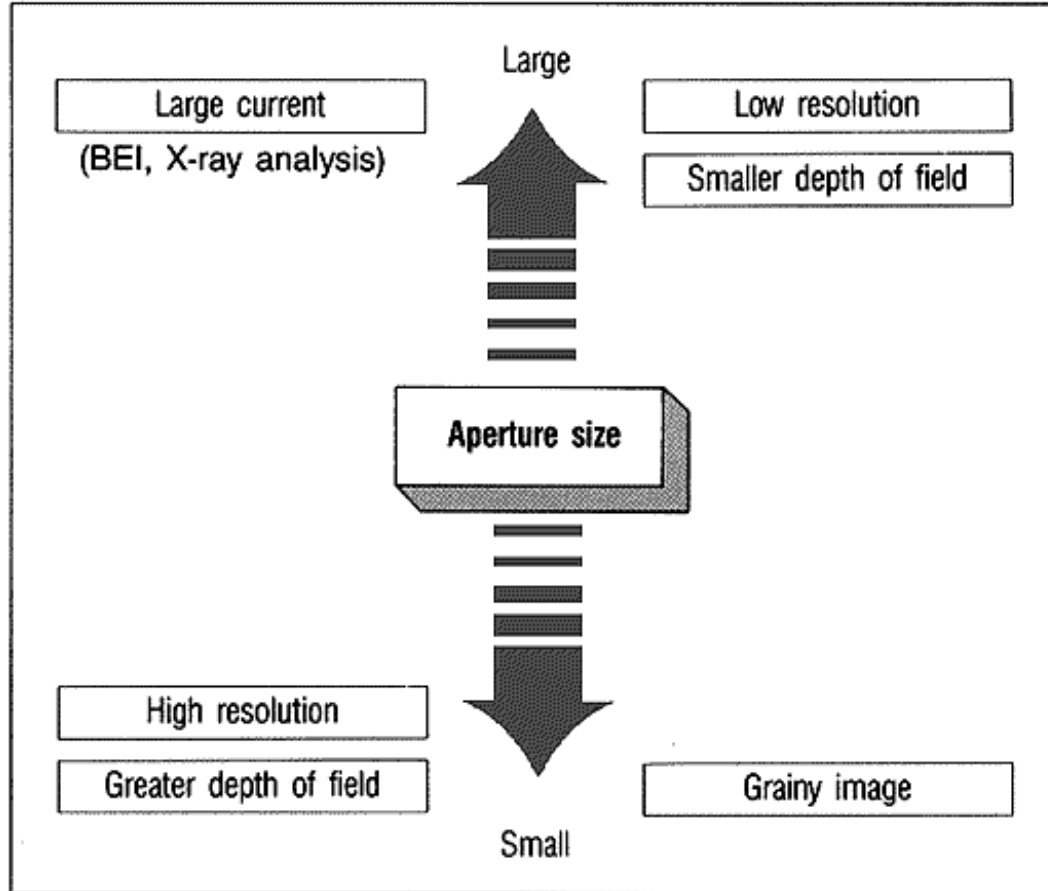 Large
Large current
(BEI, X-ray analysis)
Low resolution
Smaller depth of field
Aperture size
High resolution
Greater depth of field
Grainy image
Small